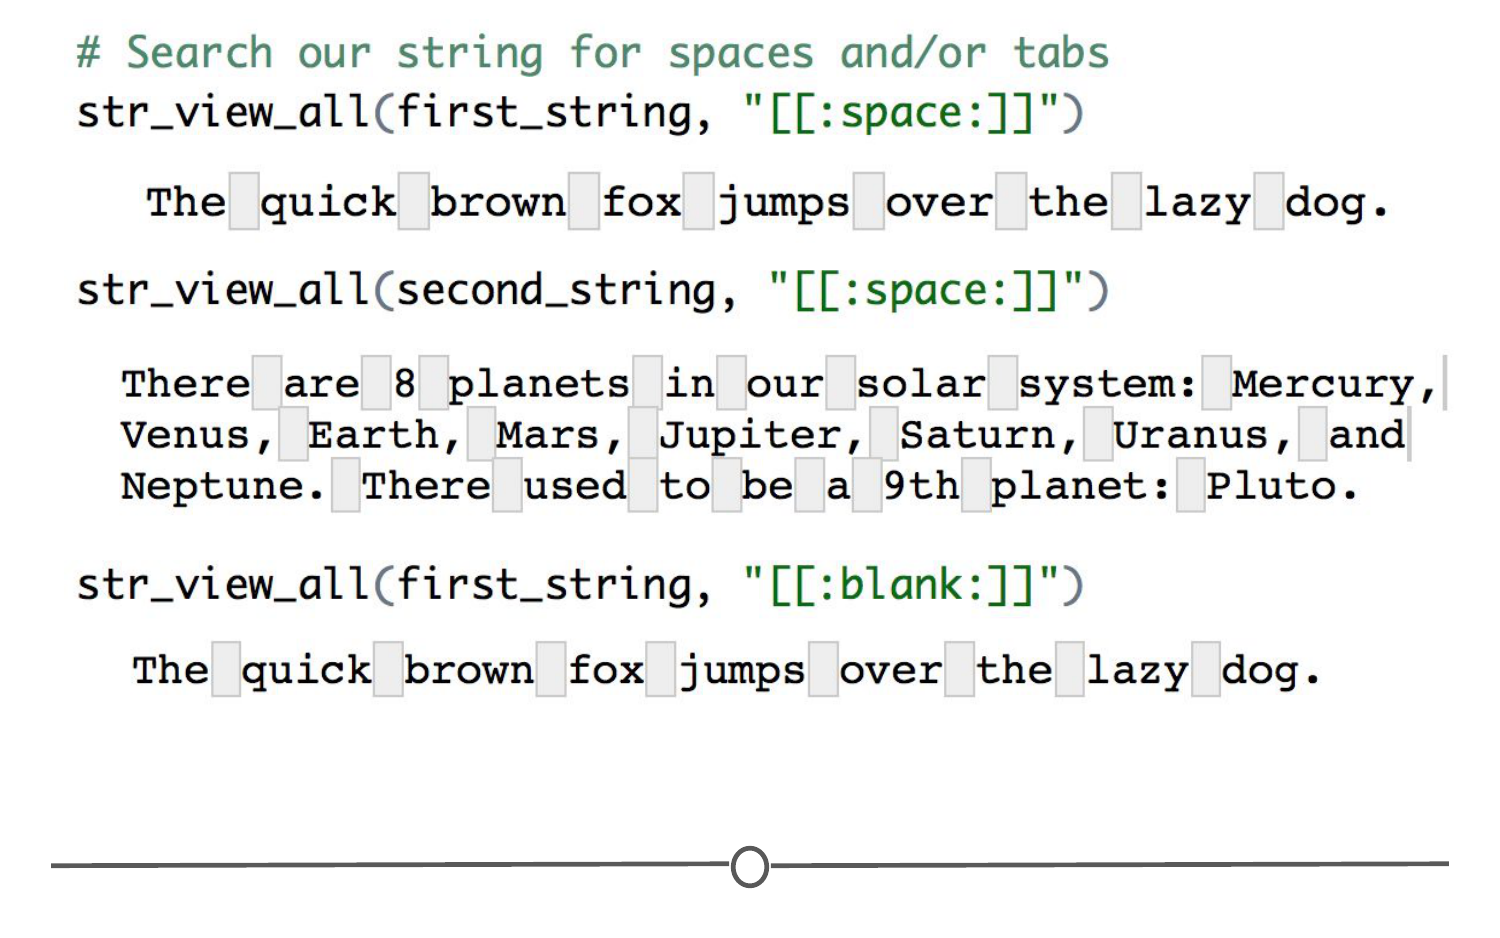 # Search our string for spaces and/or tabs
str_view_all(first_string, "[[:space:]]")
The quick brown fox jumps over the lazy dog.
str_view_all(second_string, "[[:space:]]")
There are 8 planets in our solar system: Mercury,
Venus, Earth, Mars, Jupiter, Saturn, Uranus, and
Neptune. There used to be a 9th planet: Pluto.
str_view_all(first_string, "[[:blank:]]")
The quick brown fox jumps over the lazy dog.